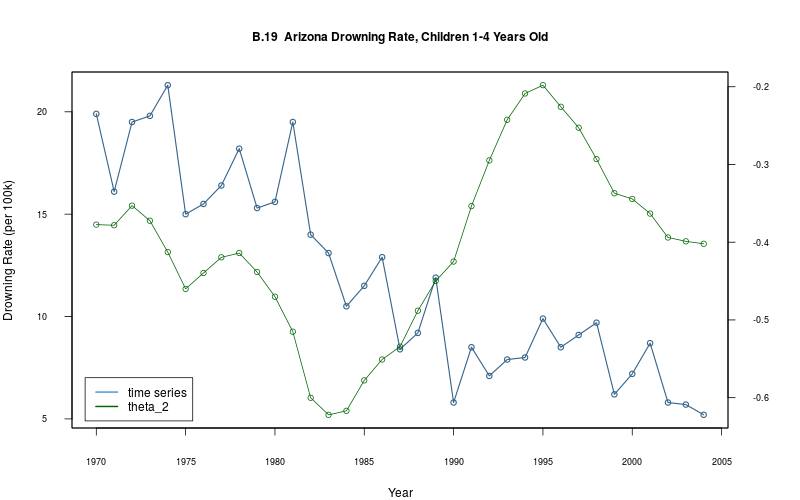 B.19 Arizona Drowning Rate, Children 1-4 Years Old
Drowning Rate (per 100k)
20
15
10
5
-0.2
-0.3
-0.4
-0.5
-0.6
time series
theta_2
1970 1975 1980 1985 1990 1995 2000 2005
Year